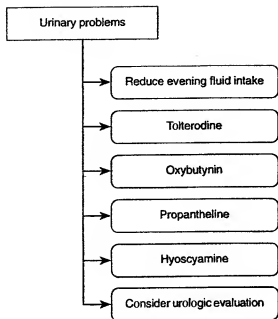 Urinary problems
Reduce evening fluid intake
Tolterodine
Oxybutynin
Propantheline
Hyoscyamine
Consider urologic evaluation